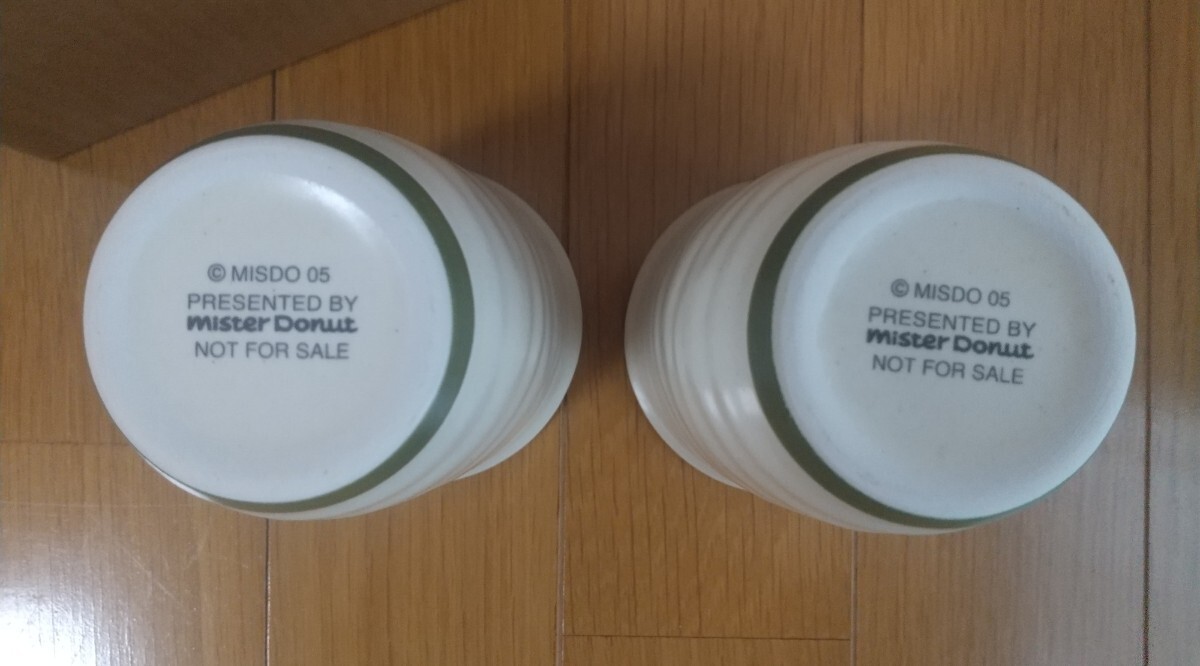 © MISDO 05
PRESENTED BY
mister Donut
NOT FOR SALE
© MISDO 05
PRESENTED BY
mister Donut
NOT FOR SALE